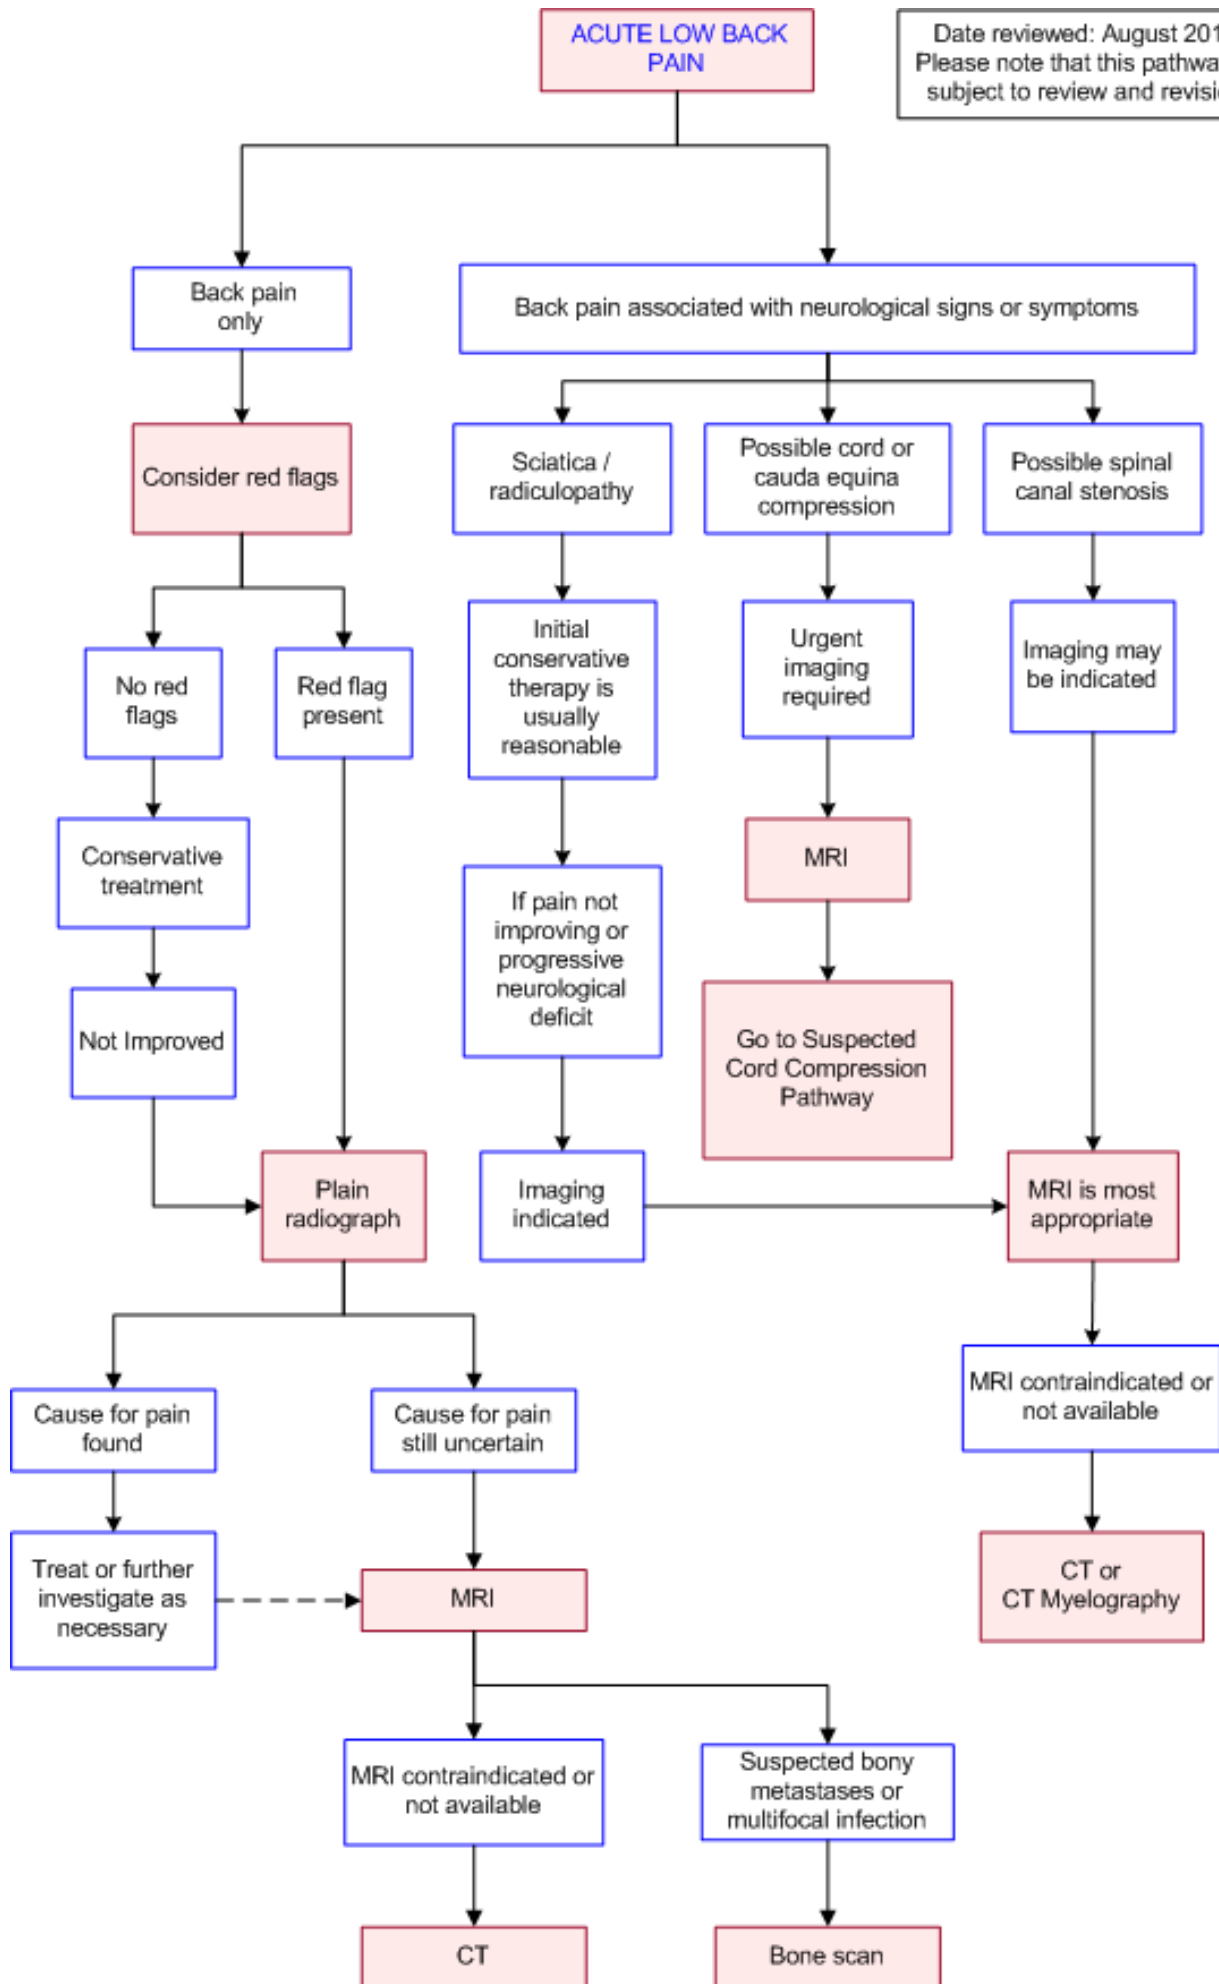 ACUTE LOW BACK
PAIN
Date reviewed: August 201
Please note that this pathwa
subject to review and revisi
Back pain
only
Back pain associated with neurological signs or symptoms
Consider red flags
Sciatica /
radiculopathy
Possible cord or
cauda equina
compression
Possible spinal
canal stenosis
No red
flags
Red flag
present
Initial
conservative
therapy is
usually
reasonable
Urgent
imaging
required
Imaging may
be indicated
Conservative
treatment
MRI
If pain not
improving or
progressive
neurological
deficit
Not Improved
Go to Suspected
Cord Compression
Pathway
Plain
radiograph
Imaging
indicated
MRI is most
appropriate
Cause for pain
found
Cause for pain
still uncertain
MRI contraindicated or
not available
Treat or further
investigate as
necessary
MRI
CT or
CT Myelography
MRI contraindicated or
not available
Suspected bony
metastases or
multifocal infection
CT
Bone scan